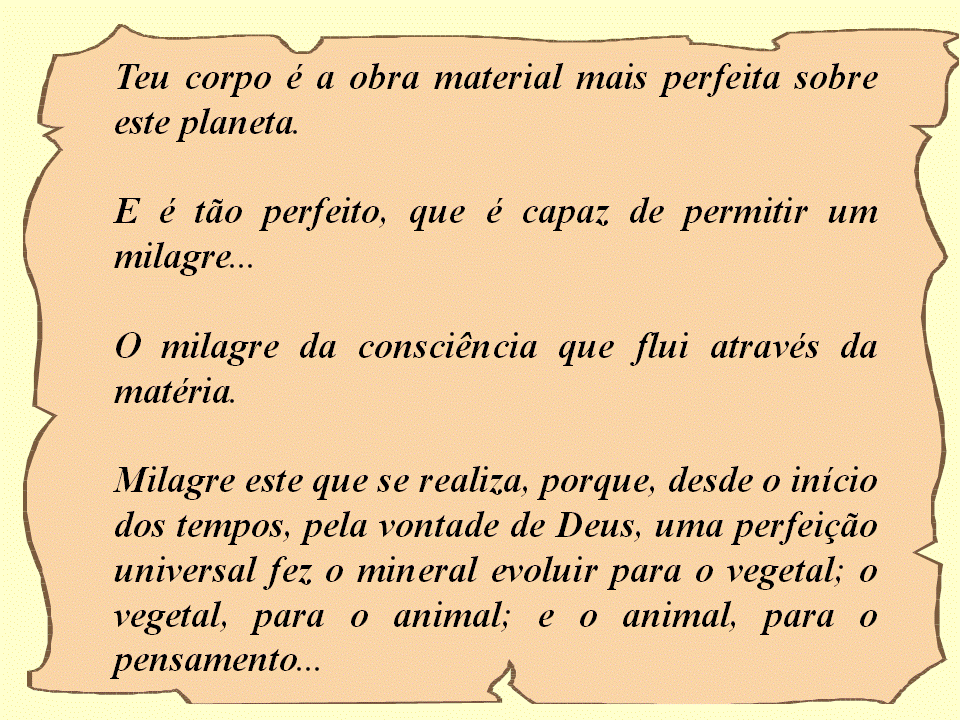 Teu corpo é a obra material mais perfeita sobre
este planeta.
E é tão perfeito, que é capaz de permitir um
milagre...
O milagre da consciência que flui através da
matéria.
Milagre este que se realiza, porque, desde o início
dos tempos, pela vontade de Deus, uma perfeição
universal fez o mineral evoluir para o vegetal; o
vegetal, para o animal; e o animal, para o
pensamento...